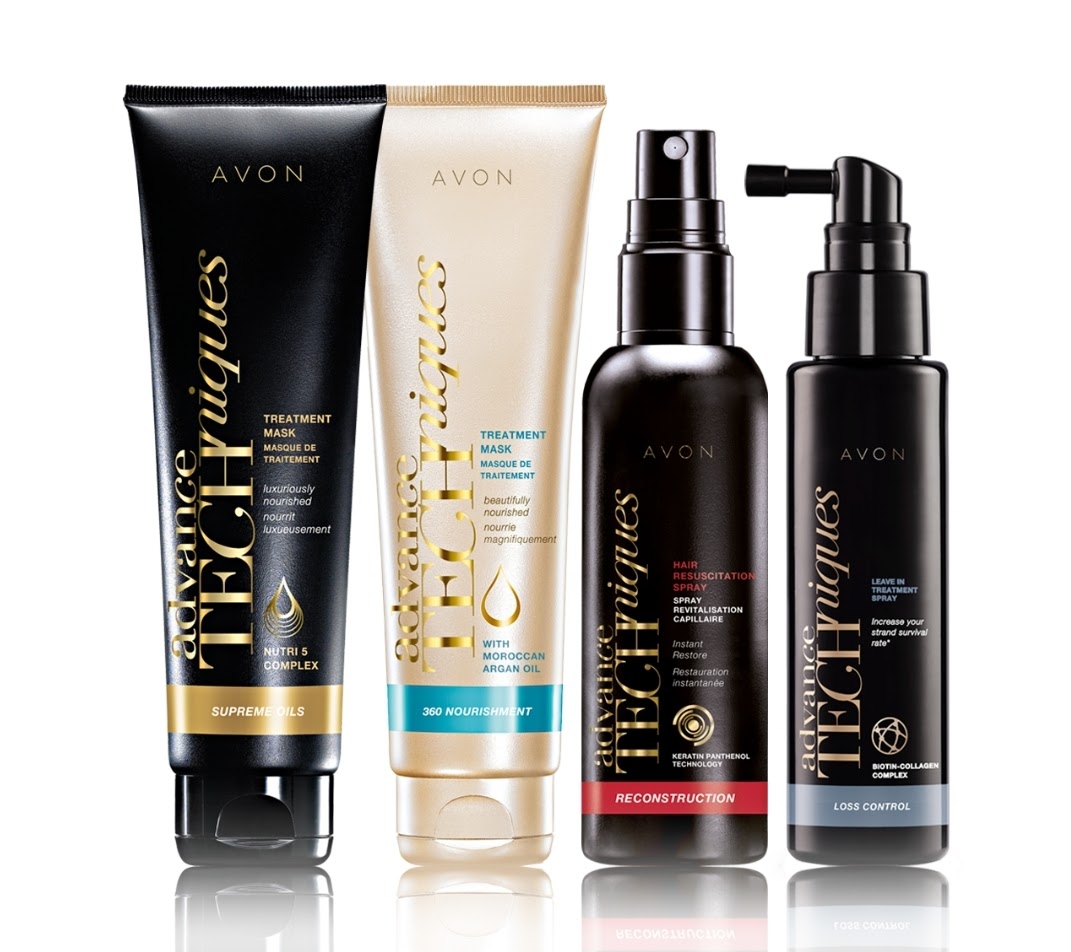 AVON
advance
TECHniques
TREATMENT
MASK
MASQUE DE
TRAITEMENT
luxuriously
nourished
nourrit
luxueusement
NUTRI 5
COMPLEX
SUPREME OILS
AVON
advance
TECHniques
TREATMENT
MASK
MASQUE DE
TRAITEMENT
beautifully
nourished
nourrie
magnifiquement
WITH
MOROCCAN
ARGAN OIL
360 NOURISHMENT
AVON
advance
TECHniques
HAIR
RESUSCITATION
SPRAY
SPRAY
REVITALISATION
CAPILLAIRE
Instant
Restore
Restauration
instantanée
KERATIN PANTHENOL
TECHNOLOGY
RECONSTRUCTION
AVON
advance
TECHniques
LEAVE IN
TREATMENT
SPRAY
Increase your
strand survival
rate*
BIOTIN-COLLAGEN
COMPLEX
LOSS CONTROL